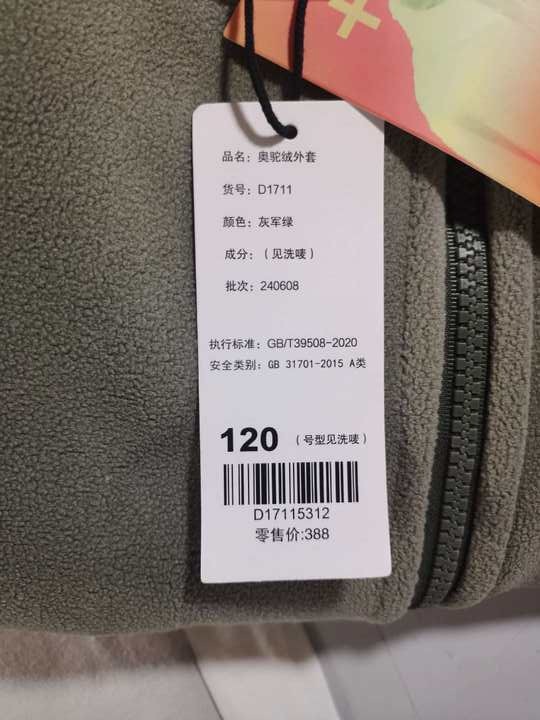 品名：奥驼绒外套
货号：D1711
颜色：灰军绿
成分：（见洗唛）
批次：240608
执行标准：GB/T39508-2020
安全类别：GB 31701-2015 A类
120 （号型见洗唛）
D17115312
零售价:388